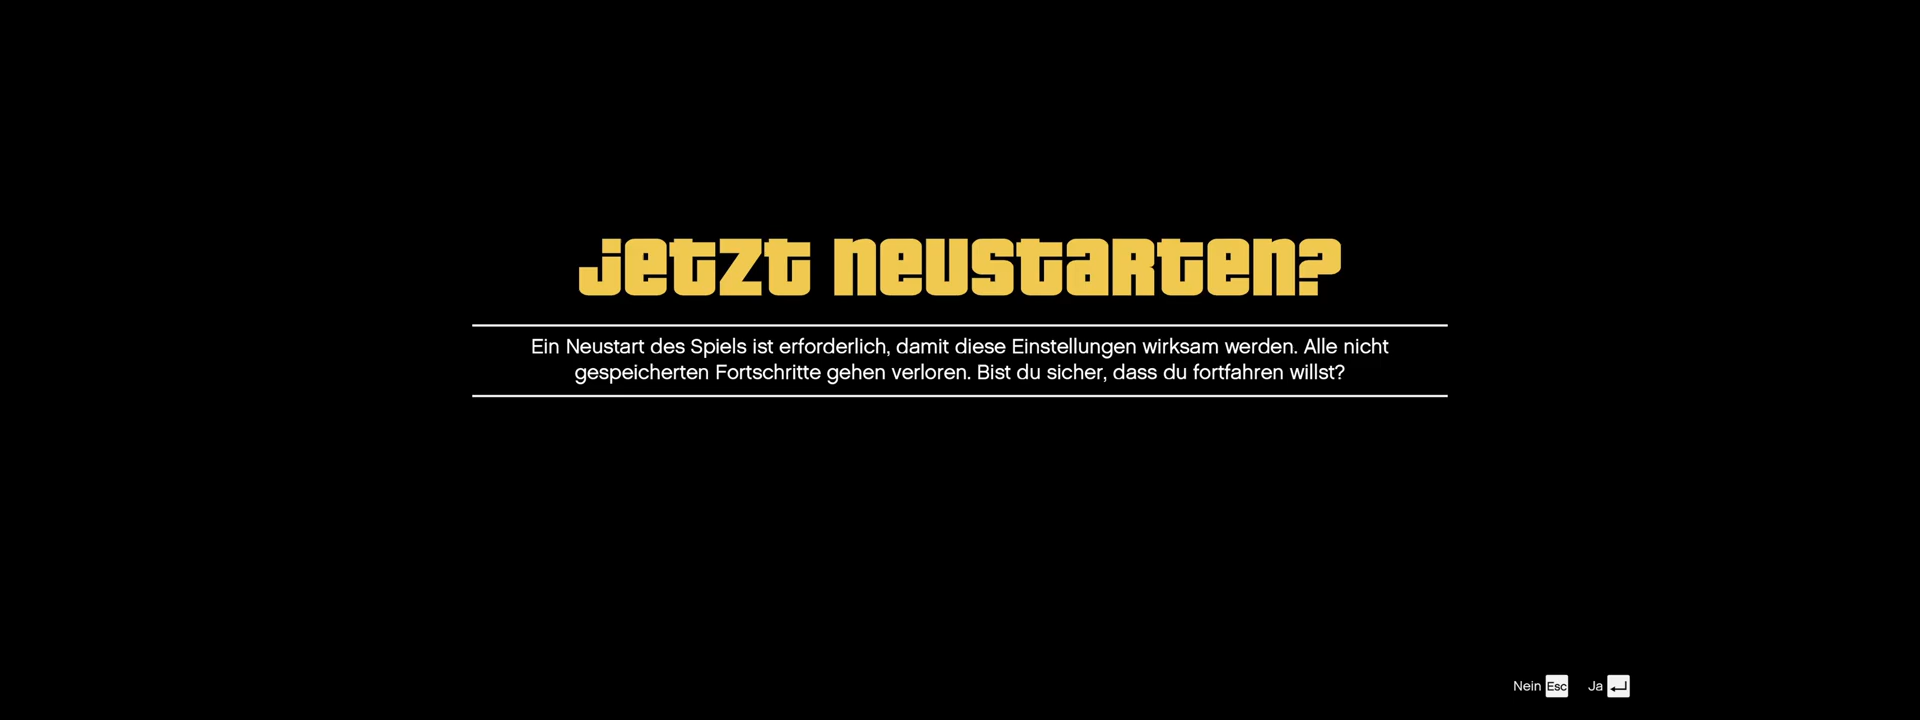 Jetzt neustarten?
Ein Neustart des Spiels ist erforderlich, damit diese Einstellungen wirksam werden. Alle nicht
gespeicherten Fortschritte gehen verloren. Bist du sicher, dass du fortfahren willst?
Nein Esc Ja